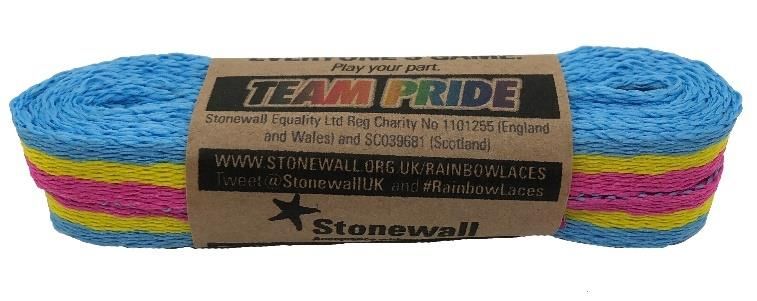 Play your part.
TEAM PRIDE
Stonewall Equality Ltd Reg Charity No 1101255 (England
and Wales) and SC039681 (Scotland)
WWW.STONEWALL.ORG.UK/RAINBOWLACES
Tweet @StonewallUK and #RainbowLaces
Stonewall